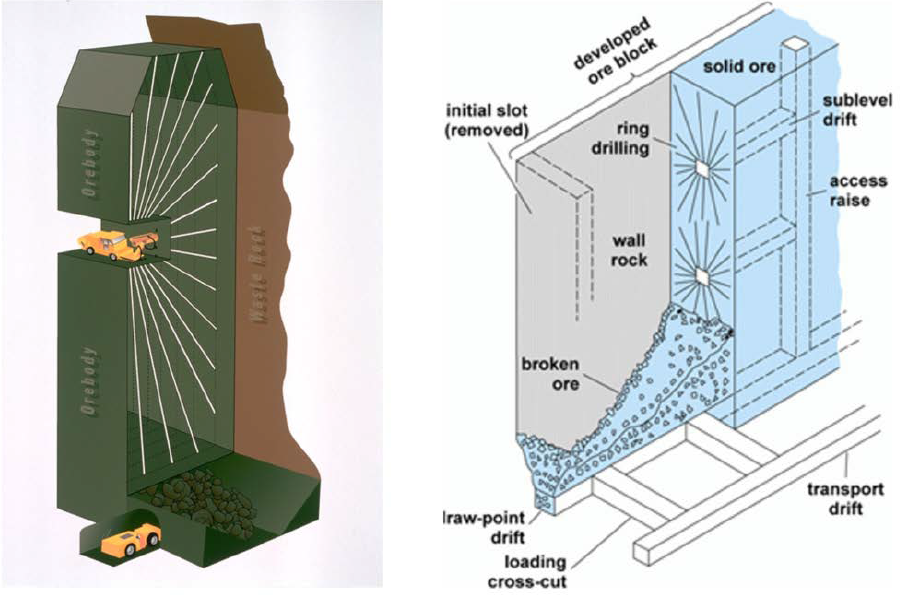 Orebody
Waste Rock
Orebody
developed
ore block
solid ore
initial slot
(removed)
ring
drilling
sublevel
drift
access
raise
wall
rock
broken
ore
transport
drift
raw-point
drift
loading
cross-cut